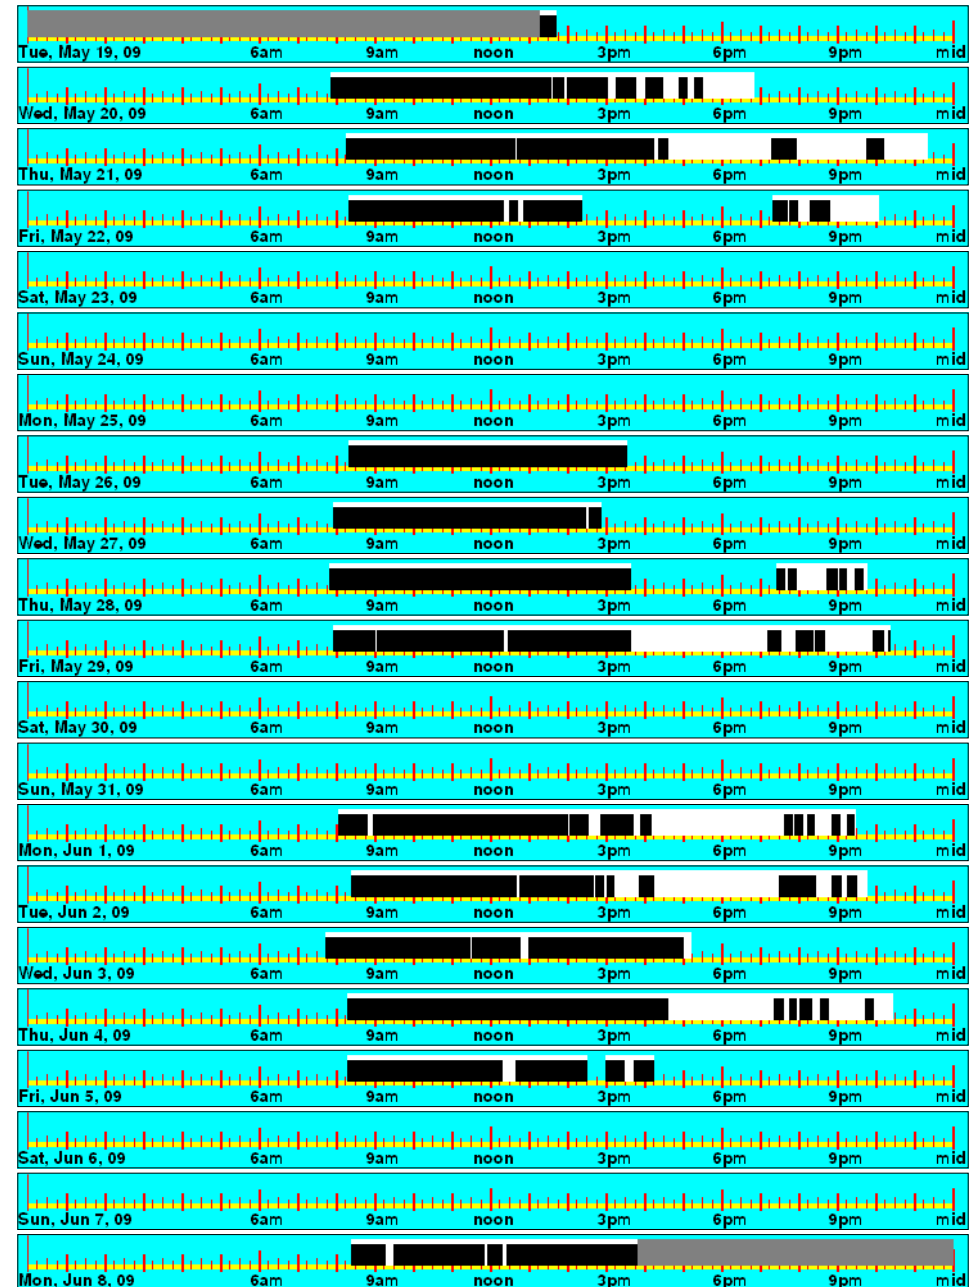 Tue, May 19, 09 6am 9am noon 3pm 6pm 9pm mid
Wed, May 20, 09 6am 9am noon 3pm 6pm 9pm mid
Thu, May 21, 09 6am 9am noon 3pm 6pm 9pm mid
Fri, May 22, 09 6am 9am noon 3pm 6pm 9pm mid
Sat, May 23, 09 6am 9am noon 3pm 6pm 9pm mid
Sun, May 24, 09 6am 9am noon 3pm 6pm 9pm mid
Mon, May 25, 09 6am 9am noon 3pm 6pm 9pm mid
Tue, May 26, 09 6am 9am noon 3pm 6pm 9pm mid
Wed, May 27, 09 6am 9am noon 3pm 6pm 9pm mid
Thu, May 28, 09 6am 9am noon 3pm 6pm 9pm mid
Fri, May 29, 09 6am 9am noon 3pm 6pm 9pm mid
Sat, May 30, 09 6am 9am noon 3pm 6pm 9pm mid
Sun, May 31, 09 6am 9am noon 3pm 6pm 9pm mid
Mon, Jun 1, 09 6am 9am noon 3pm 6pm 9pm mid
Tue, Jun 2, 09 6am 9am noon 3pm 6pm 9pm mid
Wed, Jun 3, 09 6am 9am noon 3pm 6pm 9pm mid
Thu, Jun 4, 09 6am 9am noon 3pm 6pm 9pm mid
Fri, Jun 5, 09 6am 9am noon 3pm 6pm 9pm mid
Sat, Jun 6, 09 6am 9am noon 3pm 6pm 9pm mid
Sun, Jun 7, 09 6am 9am noon 3pm 6pm 9pm mid
Mon, Jun 8, 09 6am 9am noon 3pm 6pm 9pm mid